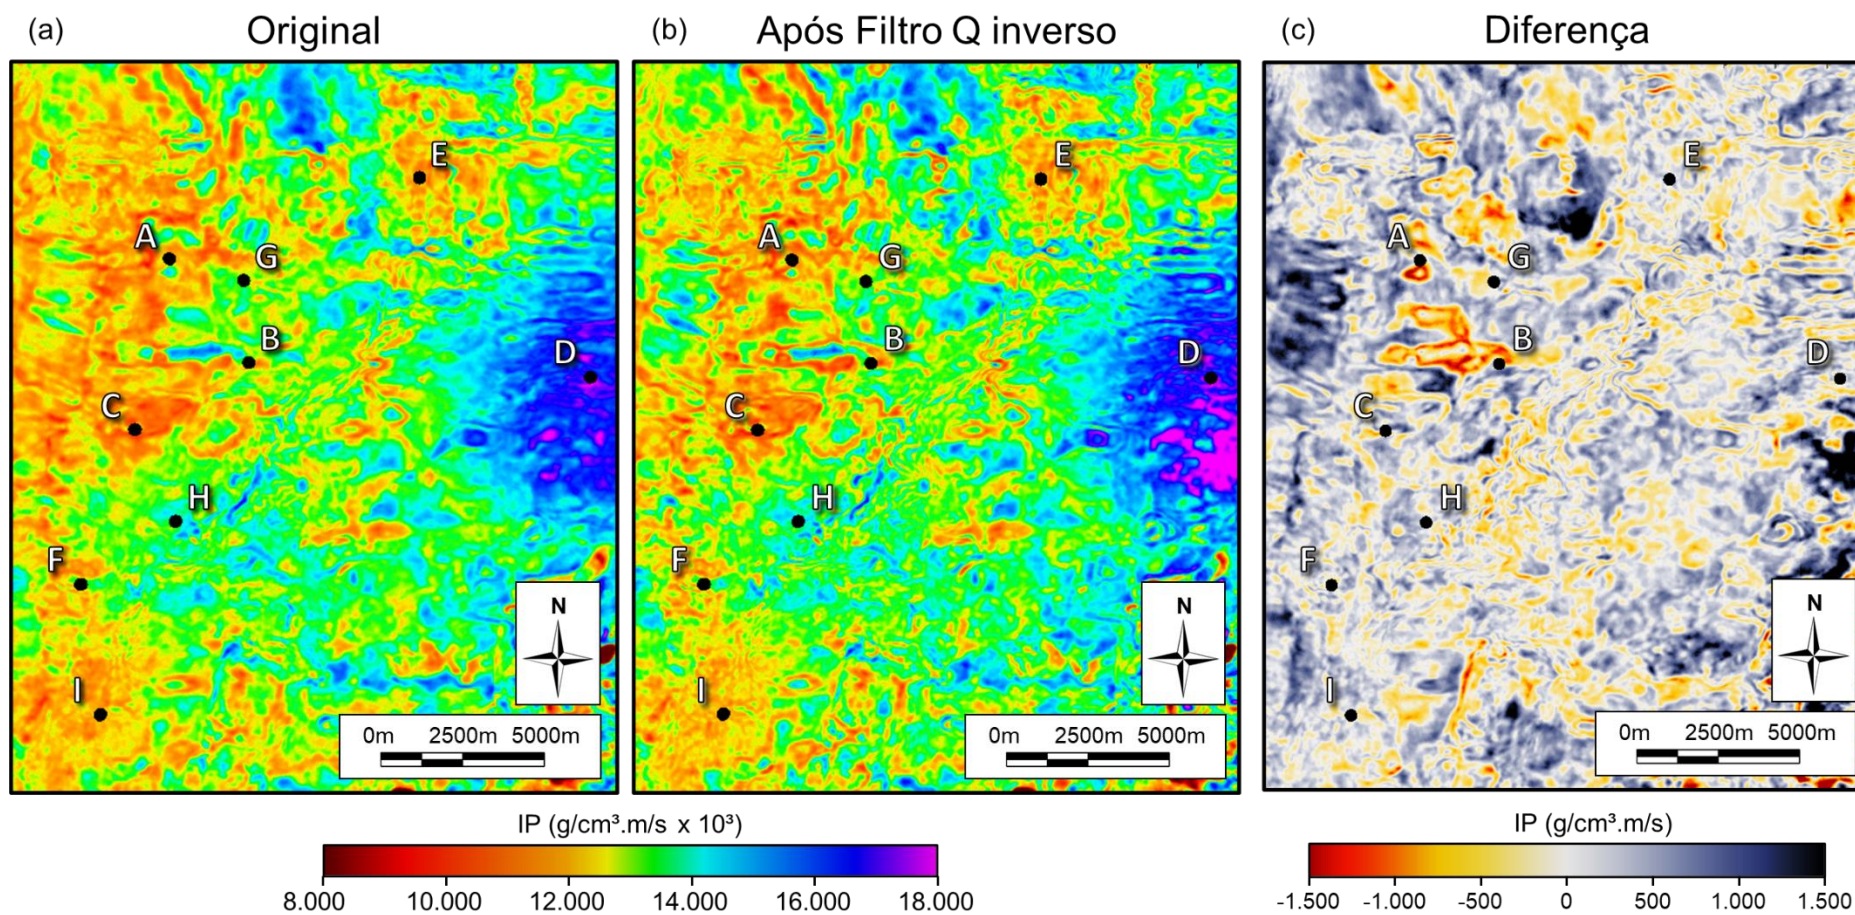 (a) Original
(b) Após Filtro Q inverso
(c) Diferença
A
B
C
D
E
F
G
H
I
N
0m 2500m 5000m
A
B
C
D
E
F
G
H
I
N
0m 2500m 5000m
A
B
C
D
E
F
G
H
I
N
0m 2500m 5000m
IP (g/cm³.m/s x 10³)
8.000 10.000 12.000 14.000 16.000 18.000
IP (g/cm³.m/s)
-1.500 -1.000 -500 0 500 1.000 1.500